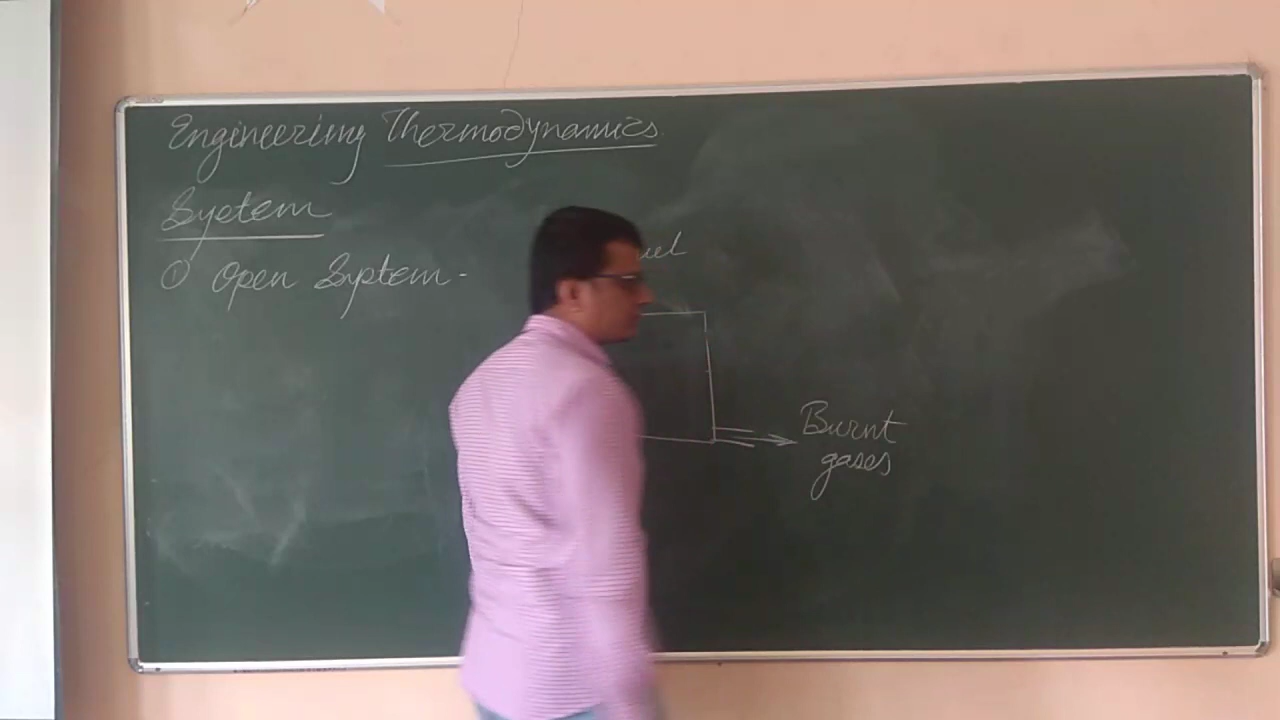 Engineering Thermodynamics
System
① Open System-
Burnt
gases